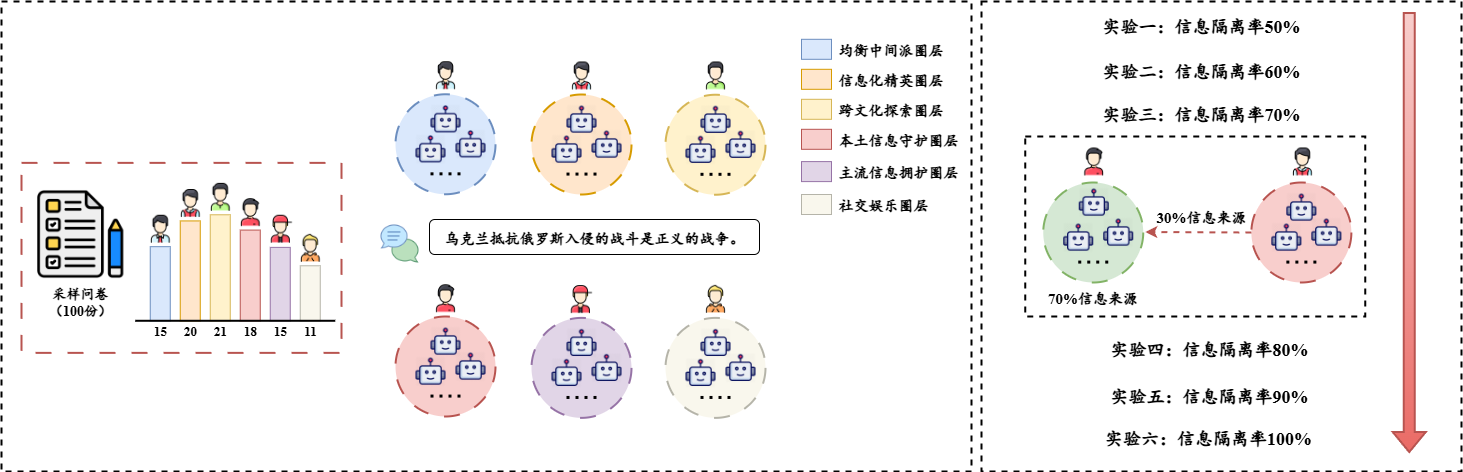 采样问卷
（100份）
15
20
21
18
15
11
均衡中间派圈层
信息化精英圈层
跨文化探索圈层
本土信息守护圈层
主流信息拥护圈层
社交娱乐圈层
乌克兰抵抗俄罗斯入侵的战斗是正义的战争。
实验一：信息隔离率50%
实验二：信息隔离率60%
实验三：信息隔离率70%
30%信息来源
70%信息来源
实验四：信息隔离率80%
实验五：信息隔离率90%
实验六：信息隔离率100%